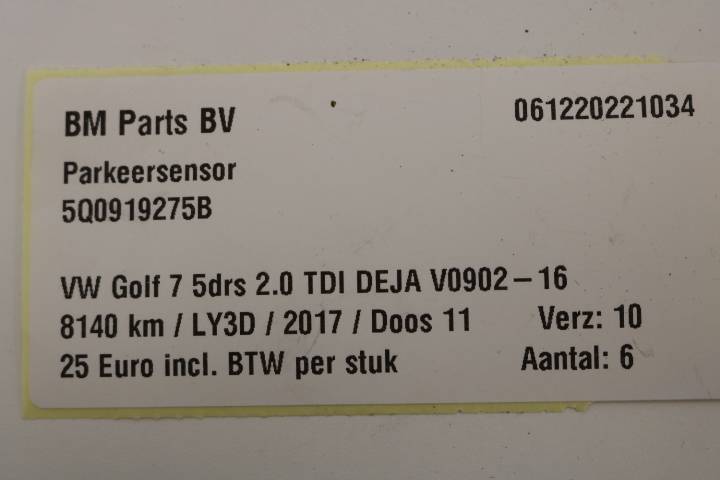 BM Parts BV 061220221034
Parkeersensor
5Q0919275B
VW Golf 7 5drs 2.0 TDI DEJA V0902-16
8140 km / LY3D / 2017 / Doos 11 Verz: 10
25 Euro incl. BTW per stuk Aantal: 6